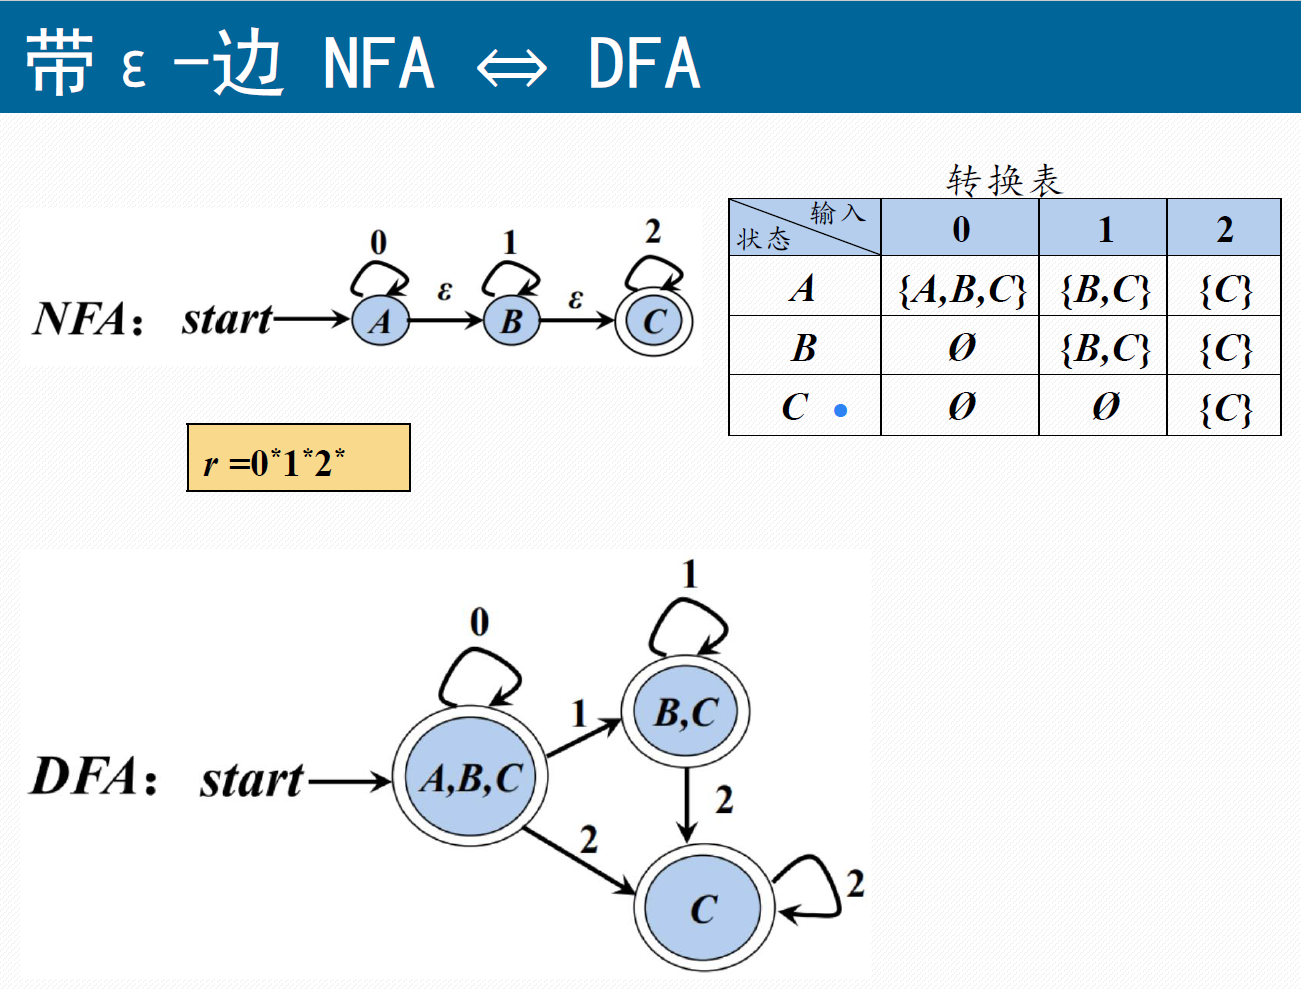 带ε-边 NFA ⇔ DFA
转换表
输入
状态
0 1 2
A {A,B,C} {B,C} {C}
B Ø {B,C} {C}
C Ø Ø {C}
0 1 2
ε ε
NFA： start A B C
r =0*1*2*
1
0
1 B,C
2
DFA： start A,B,C
2
2
C